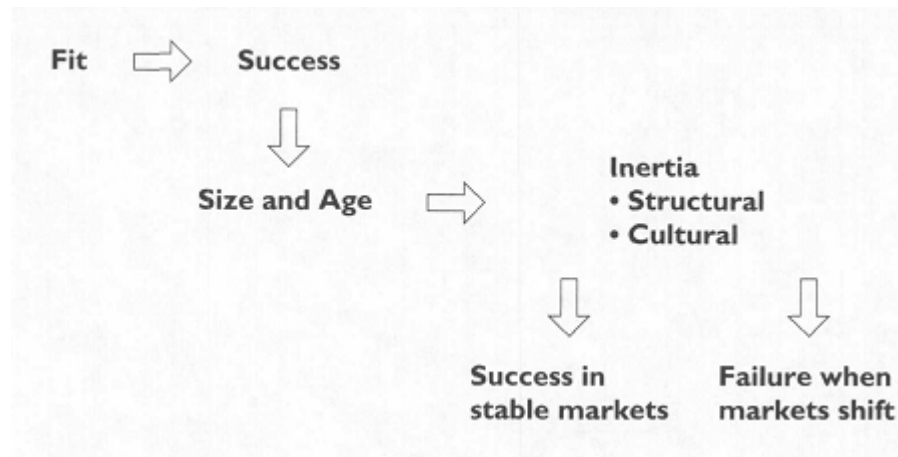 Fit
Success
Size and Age
Inertia
• Structural
• Cultural
Success in
stable markets
Failure when
markets shift